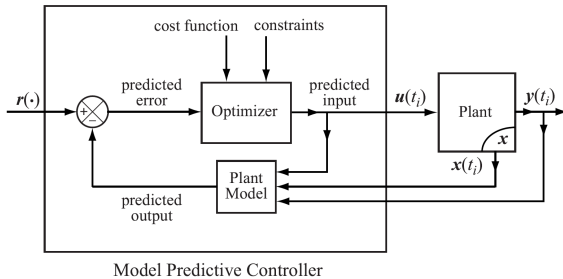 cost function
constraints
predicted
error
predicted
input
r(·)
+
−
Optimizer
u(tᵢ)
Plant
y(tᵢ)
x
x(tᵢ)
Plant
Model
predicted
output
Model Predictive Controller